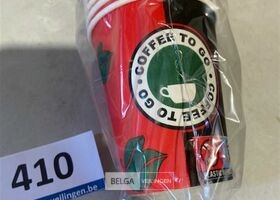 COFFEE TO GO
COFFEE TO GO
410
BELGA VEILINGEN
veilingen.be